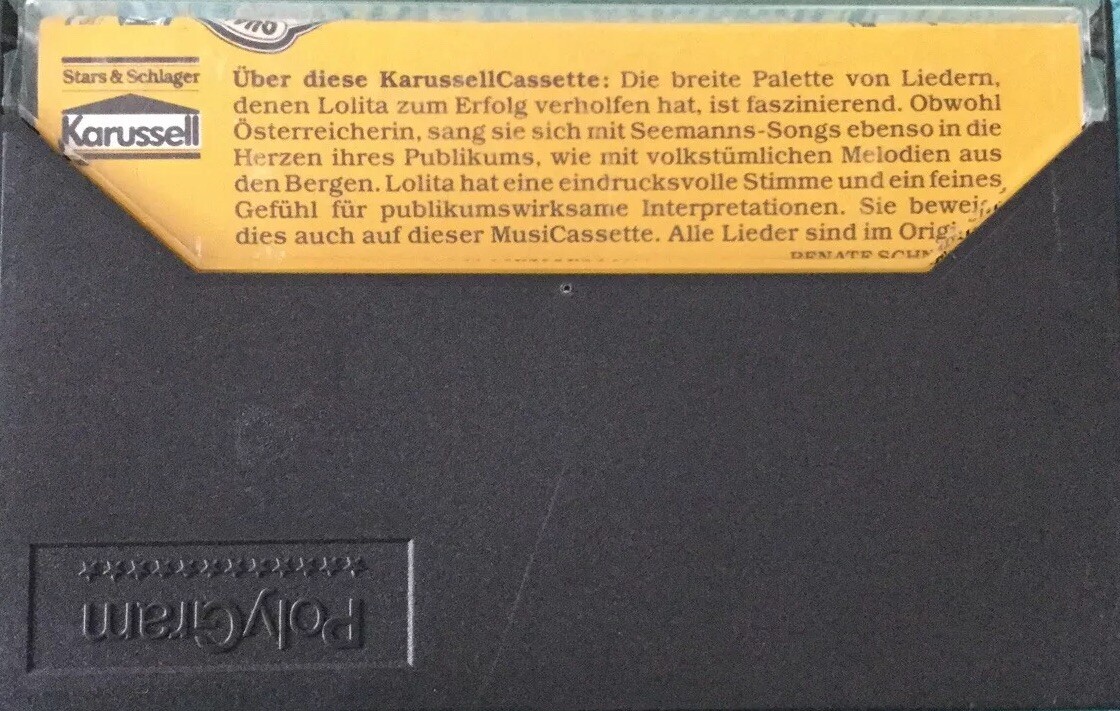 Stars & Schlager
Karussell
Über diese KarussellCassette: Die breite Palette von Liedern,
denen Lolita zum Erfolg verholfen hat, ist faszinierend. Obwohl
Österreicherin, sang sie sich mit Seemanns-Songs ebenso in die
Herzen ihres Publikums, wie mit volkstümlichen Melodien aus
den Bergen. Lolita hat eine eindrucksvolle Stimme und ein feines
Gefühl für publikumswirksame Interpretationen. Sie
dies auch auf dieser MusiCassette. Alle Lieder sind im
RENATE
PolyGram